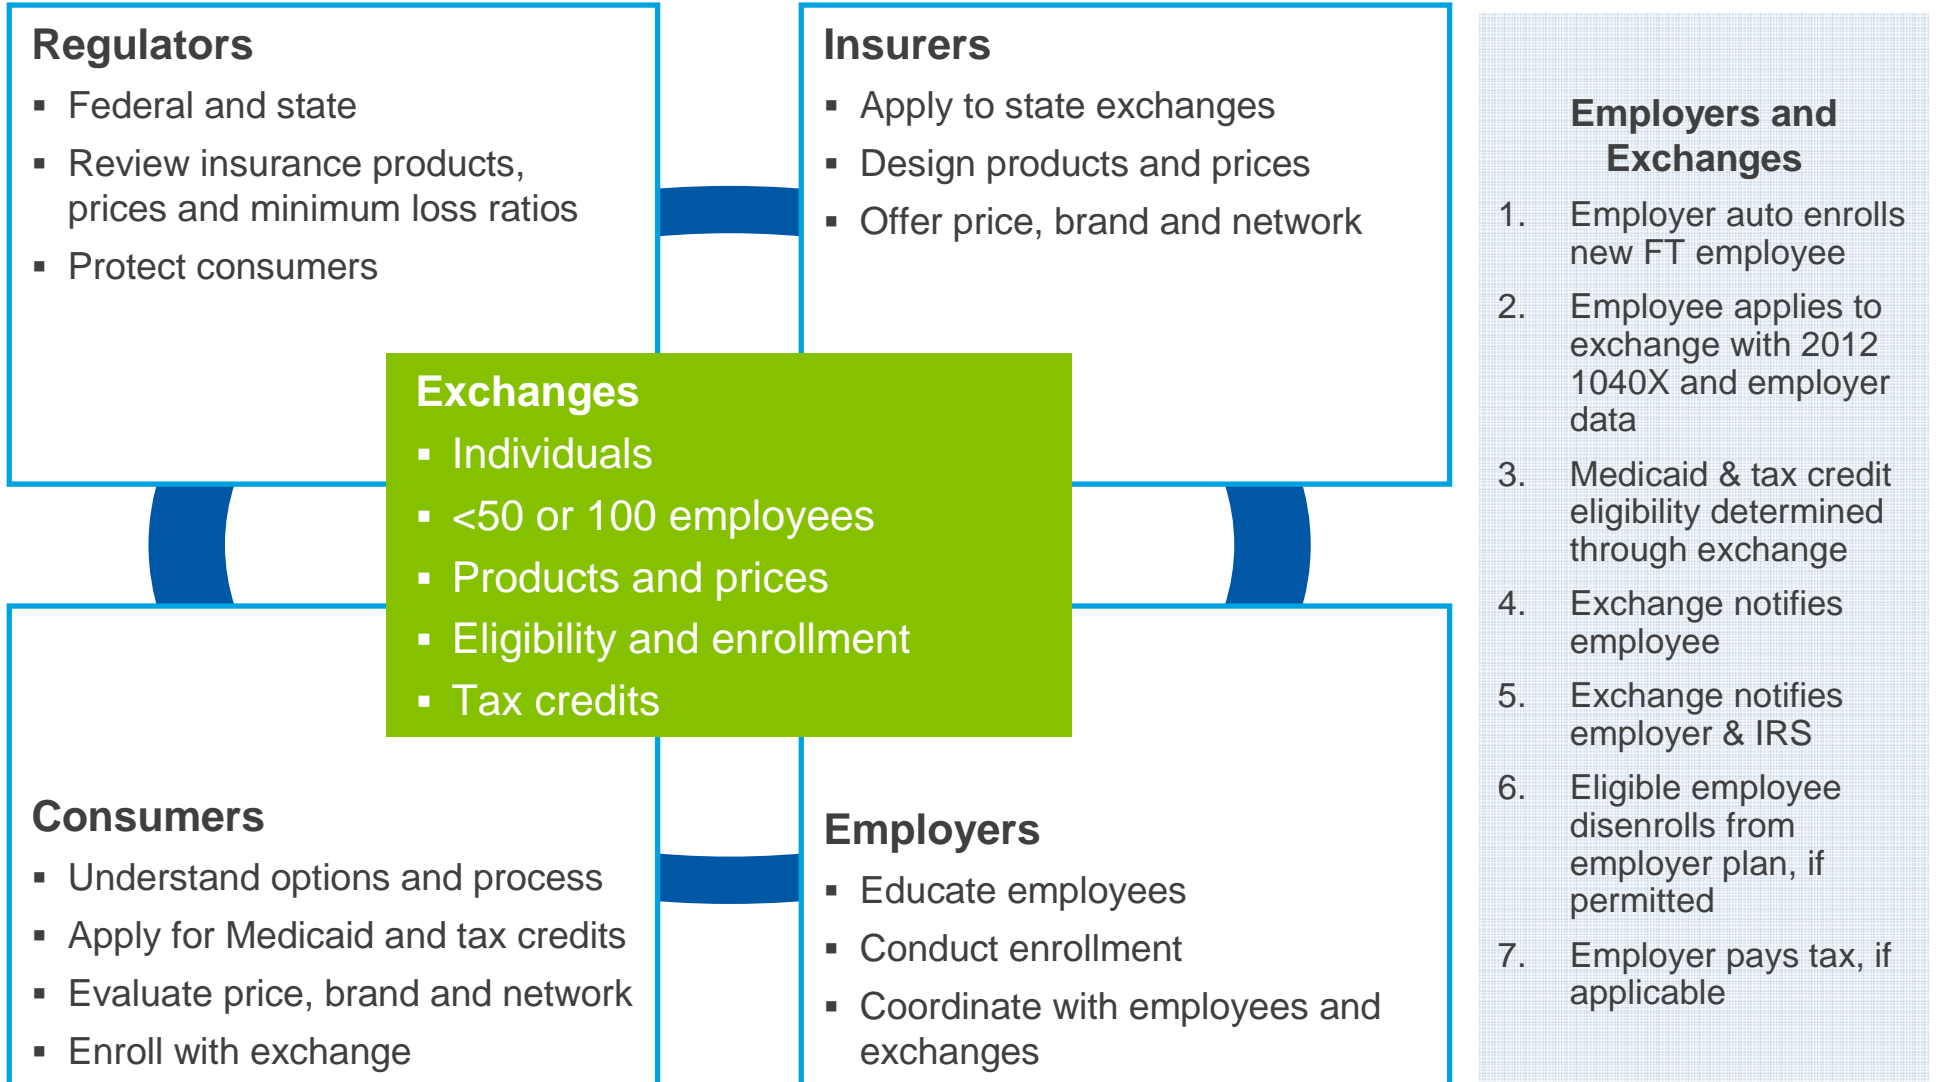 Regulators
▪ Federal and state
▪ Review insurance products,
prices and minimum loss ratios
▪ Protect consumers
Insurers
▪ Apply to state exchanges
▪ Design products and prices
▪ Offer price, brand and network
Exchanges
▪ Individuals
▪ <50 or 100 employees
▪ Products and prices
▪ Eligibility and enrollment
▪ Tax credits
Consumers
▪ Understand options and process
▪ Apply for Medicaid and tax credits
▪ Evaluate price, brand and network
▪ Enroll with exchange
Employers
▪ Educate employees
▪ Conduct enrollment
▪ Coordinate with employees and
exchanges
Employers and
Exchanges
1. Employer auto enrolls
new FT employee
2. Employee applies to
exchange with 2012
1040X and employer
data
3. Medicaid & tax credit
eligibility determined
through exchange
4. Exchange notifies
employee
5. Exchange notifies
employer & IRS
6. Eligible employee
disenrolls from
employer plan, if
permitted
7. Employer pays tax, if
applicable